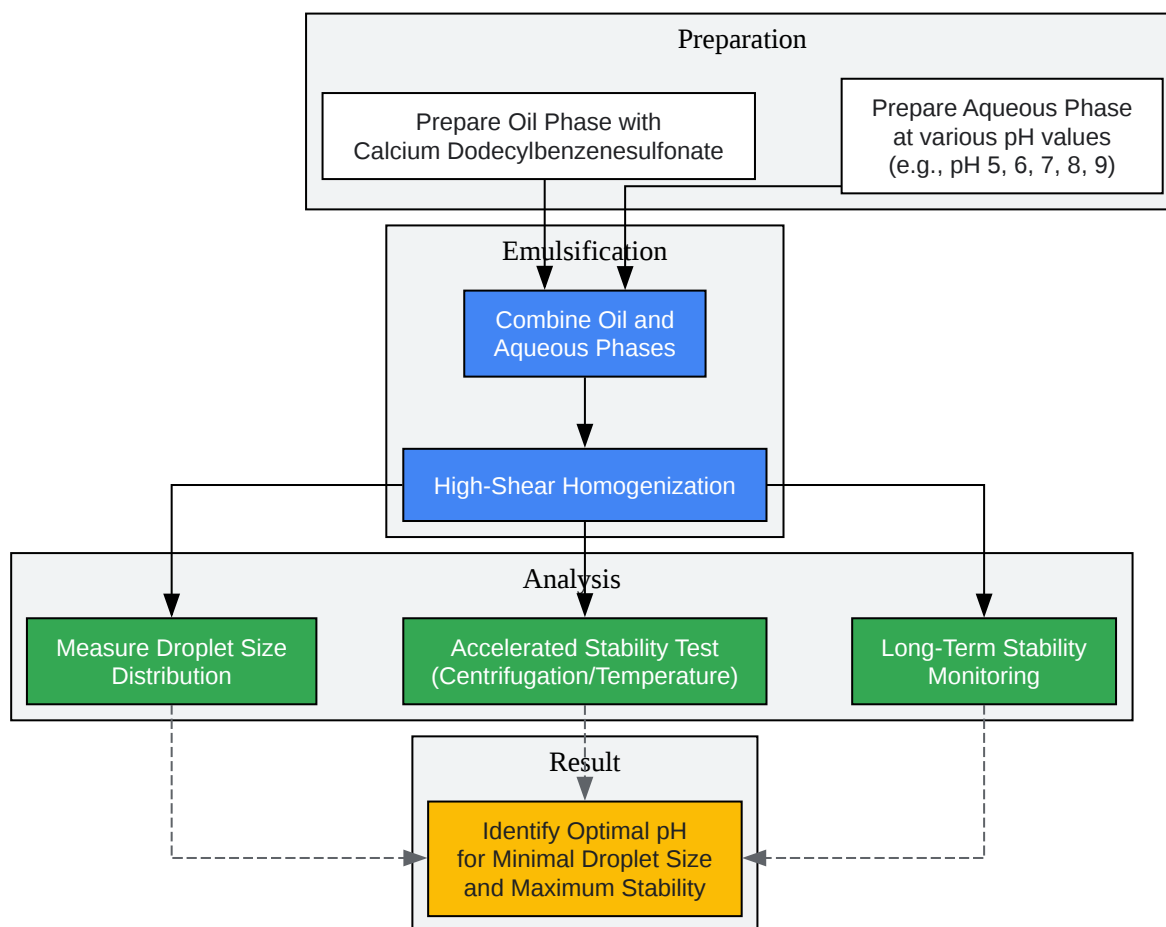 Preparation
Prepare Oil Phase with
Calcium Dodecylbenzenesulfonate
Prepare Aqueous Phase
at various pH values
(e.g., pH 5, 6, 7, 8, 9)
Emulsification
Combine Oil and
Aqueous Phases
High-Shear Homogenization
Analysis
Measure Droplet Size
Distribution
Accelerated Stability Test
(Centrifugation/Temperature)
Long-Term Stability
Monitoring
Result
Identify Optimal pH
for Minimal Droplet Size
and Maximum Stability